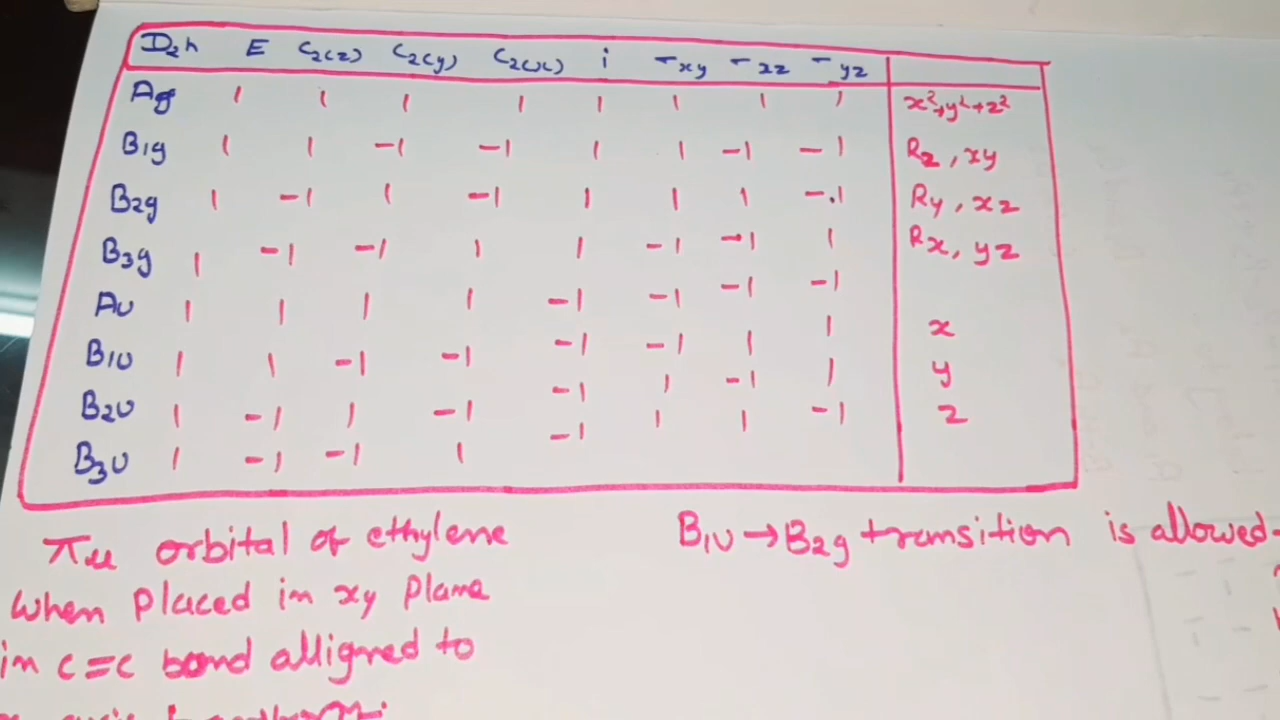 D2h E C2(z) C2(y) C2(x) i σxy σxz σyz
Ag 1 1 1 1 1 1 1 1 x²+y²+z²
B1g 1 1 -1 -1 1 1 -1 -1 Rz, xy
B2g 1 -1 1 -1 1 1 1 -1 Ry, xz
B3g 1 -1 -1 1 1 -1 -1 1 Rx, yz
Au 1 1 1 1 -1 -1 -1 -1
B1u 1 1 -1 -1 -1 -1 1 1 x
B2u 1 -1 1 -1 -1 1 -1 1 y
B3u 1 -1 -1 1 -1 1 1 -1 z
πu orbital of ethylene
when placed in xy plane
in c=c bond alligned to
B1u→B2g transition is allowed-